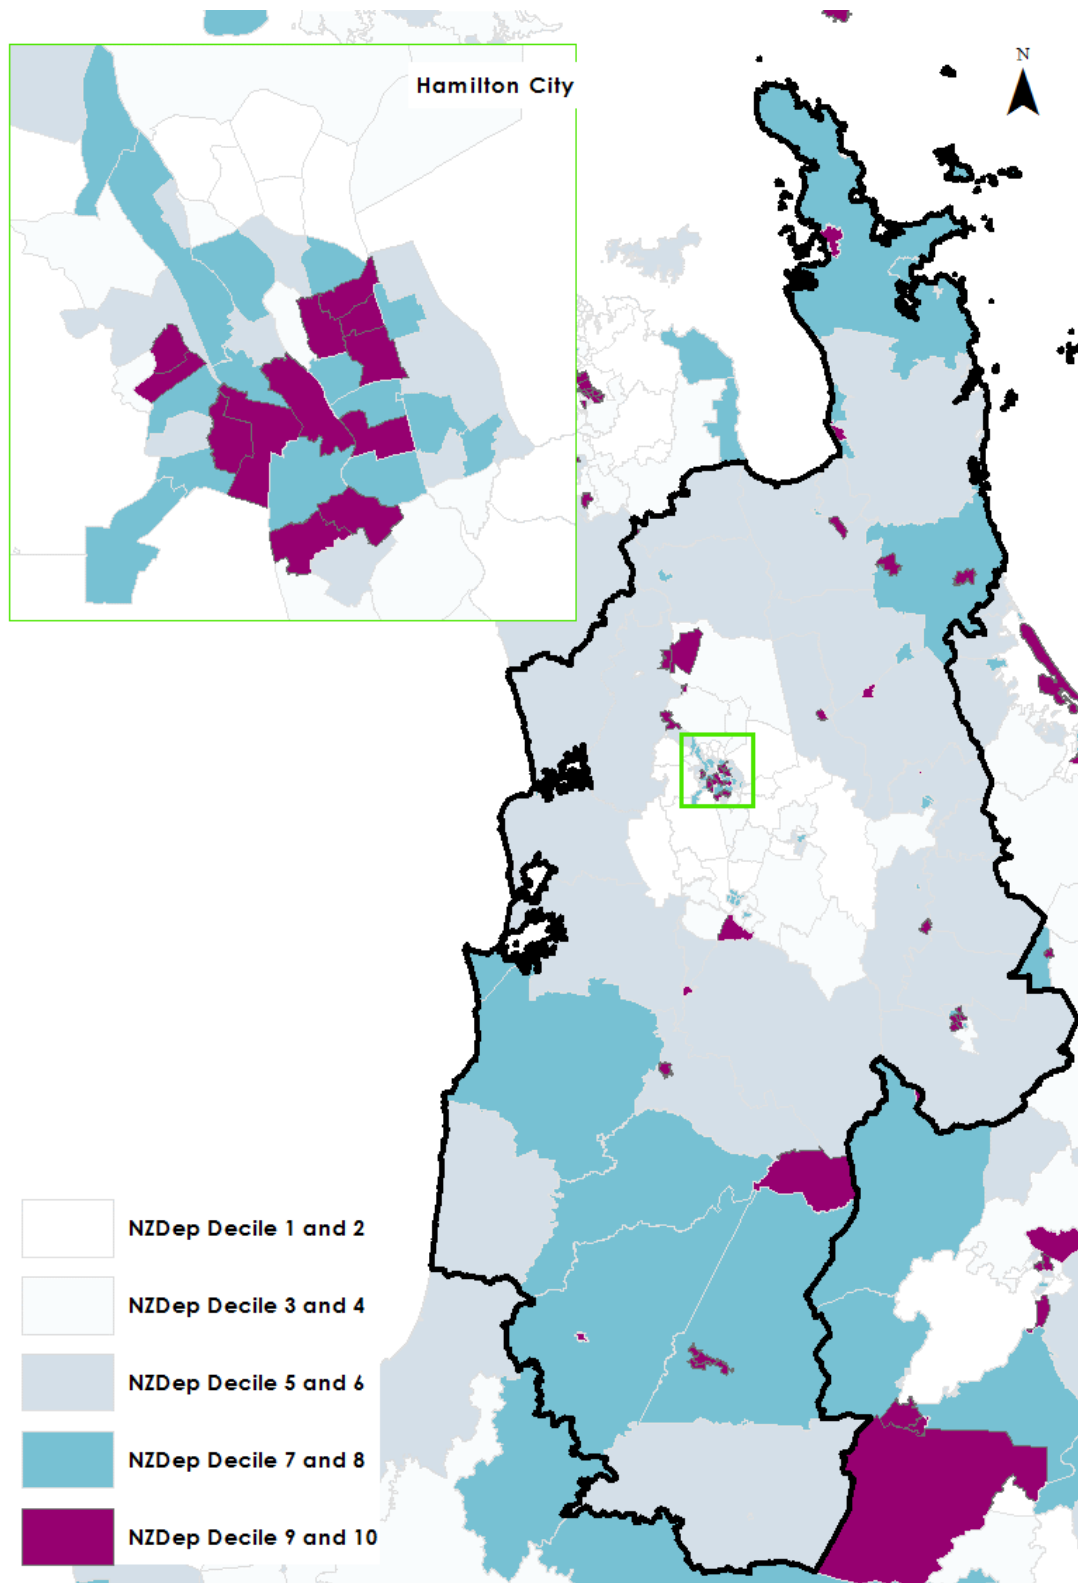 Hamilton City
N
NZDep Decile 1 and 2
NZDep Decile 3 and 4
NZDep Decile 5 and 6
NZDep Decile 7 and 8
NZDep Decile 9 and 10